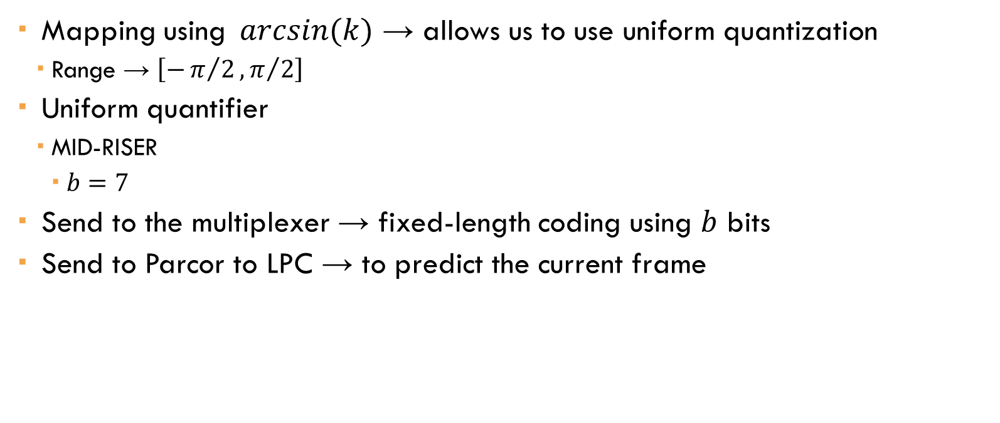 ▪ Mapping using arcsin(k) → allows us to use uniform quantization
▪ Range → [− π/2 , π/2]
▪ Uniform quantifier
▪ MID-RISER
▪ b = 7
▪ Send to the multiplexer → fixed-length coding using b bits
▪ Send to Parcor to LPC → to predict the current frame